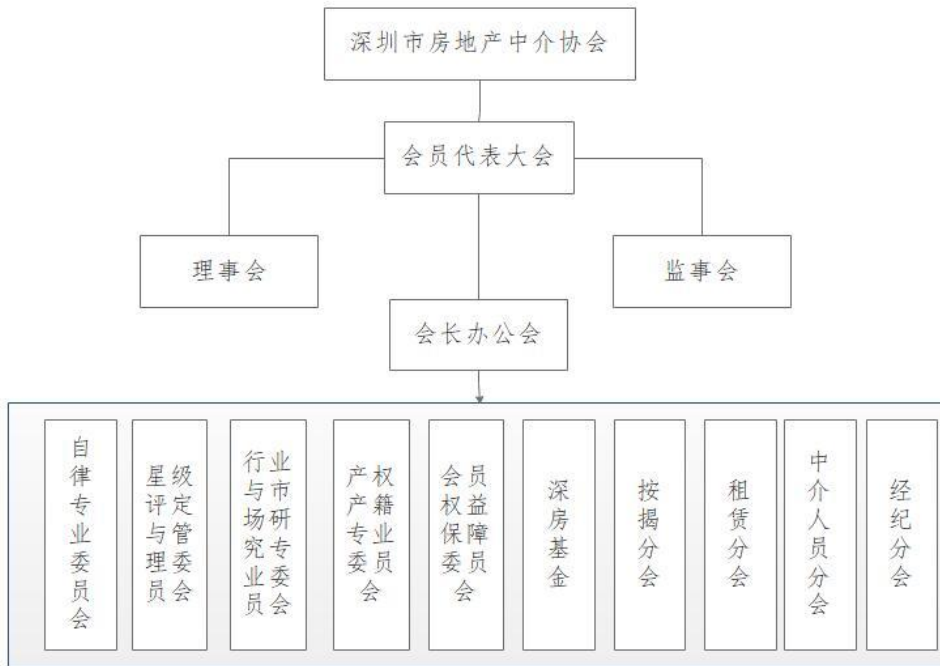 深圳市房地产中介协会
会员代表大会
理事会
监事会
会长办公会
自律专业委员会
星级评定与管理委员会
行业与市场研究专业委员会
产权产籍专业委员会
会员权益保障委员会
深房基金
按揭分会
租赁分会
中介人员分会
经纪分会